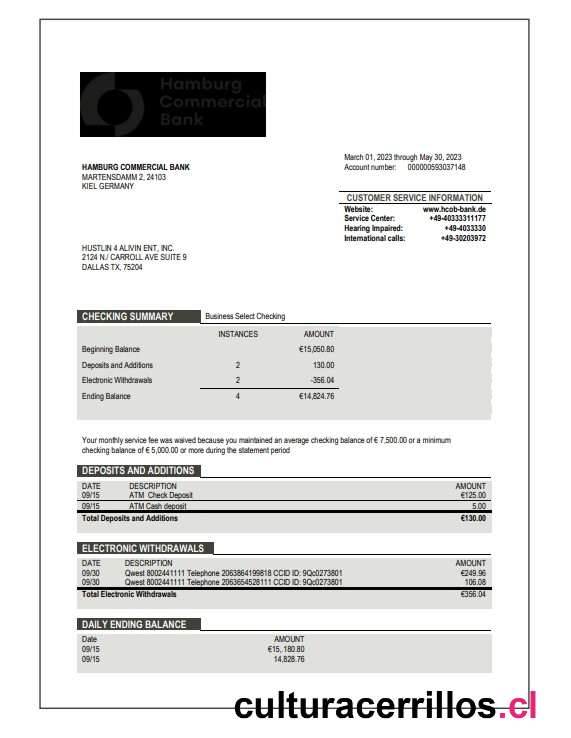 Hamburg
Commercial
Bank
March 01, 2023 through May 30, 2023
Account number: 000000593037148
HAMBURG COMMERCIAL BANK
MARTENSDAMM 2, 24103
KIEL GERMANY
CUSTOMER SERVICE INFORMATION
Website: www.hcob-bank.de
Service Center: +49-40333311177
Hearing Impaired: +49-4033330
International calls: +49-30203972
HUSTLIN 4 ALIVIN ENT, INC.
2124 N./ CARROLL AVE SUITE 9
DALLAS TX, 75204
CHECKING SUMMARY Business Select Checking
INSTANCES AMOUNT
Beginning Balance €15,050.80
Deposits and Additions 2 130.00
Electronic Withdrawals 2 -356.04
Ending Balance 4 €14,824.76
Your monthly service fee was waived because you maintained an average checking balance of € 7,500.00 or a minimum
checking balance of € 5,000.00 or more during the statement period
DEPOSITS AND ADDITIONS
DATE DESCRIPTION AMOUNT
09/15 ATM Check Deposit €125.00
09/15 ATM Cash deposit 5.00
Total Deposits and Additions €130.00
ELECTRONIC WITHDRAWALS
DATE DESCRIPTION AMOUNT
09/30 Qwest 8002441111 Telephone 2063864199818 CCID ID: 9Qc0273801 €249.96
09/30 Qwest 8002441111 Telephone 2063654528111 CCID ID: 9Qc0273801 106.08
Total Electronic Withdrawals €356.04
DAILY ENDING BALANCE
Date AMOUNT
09/15 €15, 180.80
09/15 14,828.76
culturacerrillos.cl